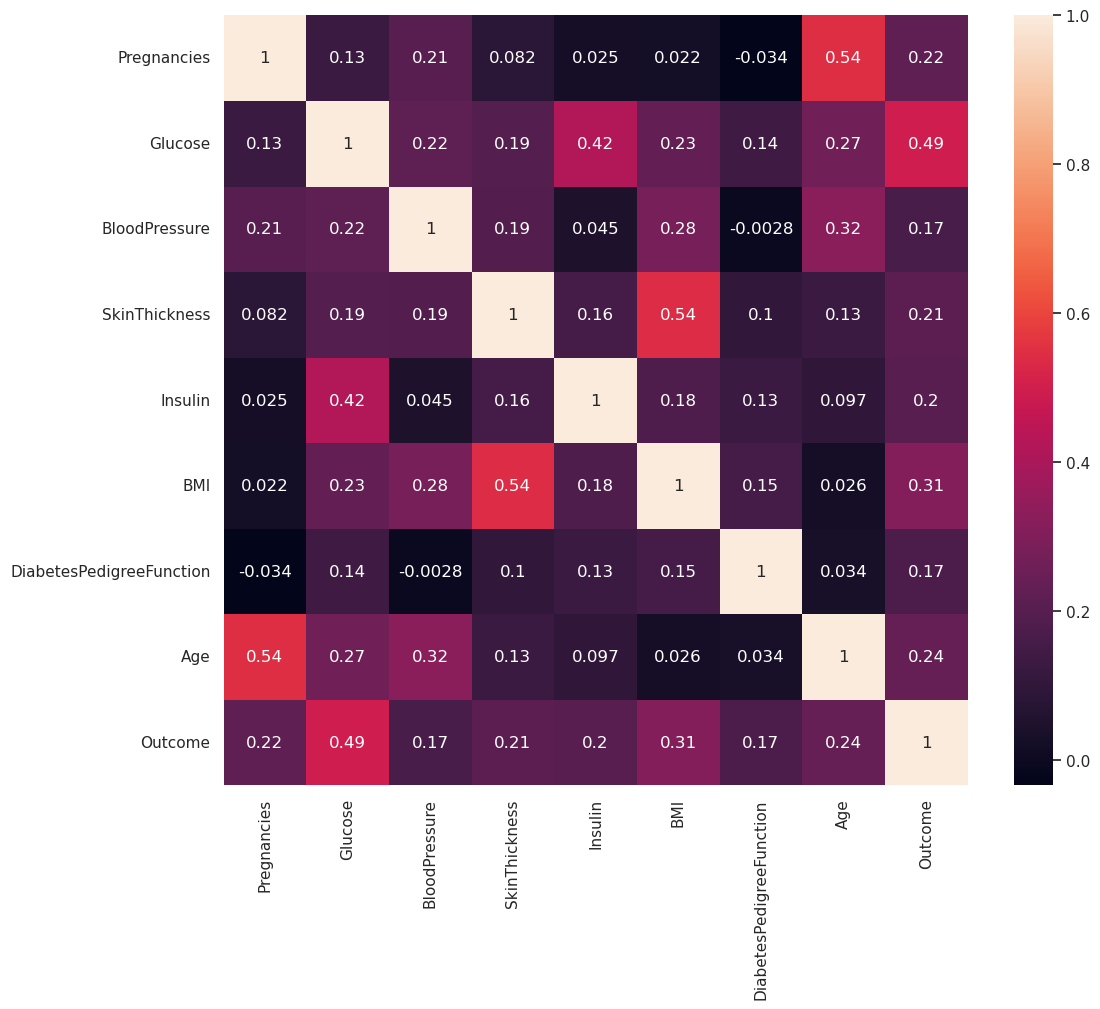 Pregnancies 1 0.13 0.21 0.082 0.025 0.022 -0.034 0.54 0.22
Glucose 0.13 1 0.22 0.19 0.42 0.23 0.14 0.27 0.49
BloodPressure 0.21 0.22 1 0.19 0.045 0.28 -0.0028 0.32 0.17
SkinThickness 0.082 0.19 0.19 1 0.16 0.54 0.1 0.13 0.21
Insulin 0.025 0.42 0.045 0.16 1 0.18 0.13 0.097 0.2
BMI 0.022 0.23 0.28 0.54 0.18 1 0.15 0.026 0.31
DiabetesPedigreeFunction -0.034 0.14 -0.0028 0.1 0.13 0.15 1 0.034 0.17
Age 0.54 0.27 0.32 0.13 0.097 0.026 0.034 1 0.24
Outcome 0.22 0.49 0.17 0.21 0.2 0.31 0.17 0.24 1
Pregnancies
Glucose
BloodPressure
SkinThickness
Insulin
BMI
DiabetesPedigreeFunction
Age
Outcome
1.0
0.8
0.6
0.4
0.2
0.0